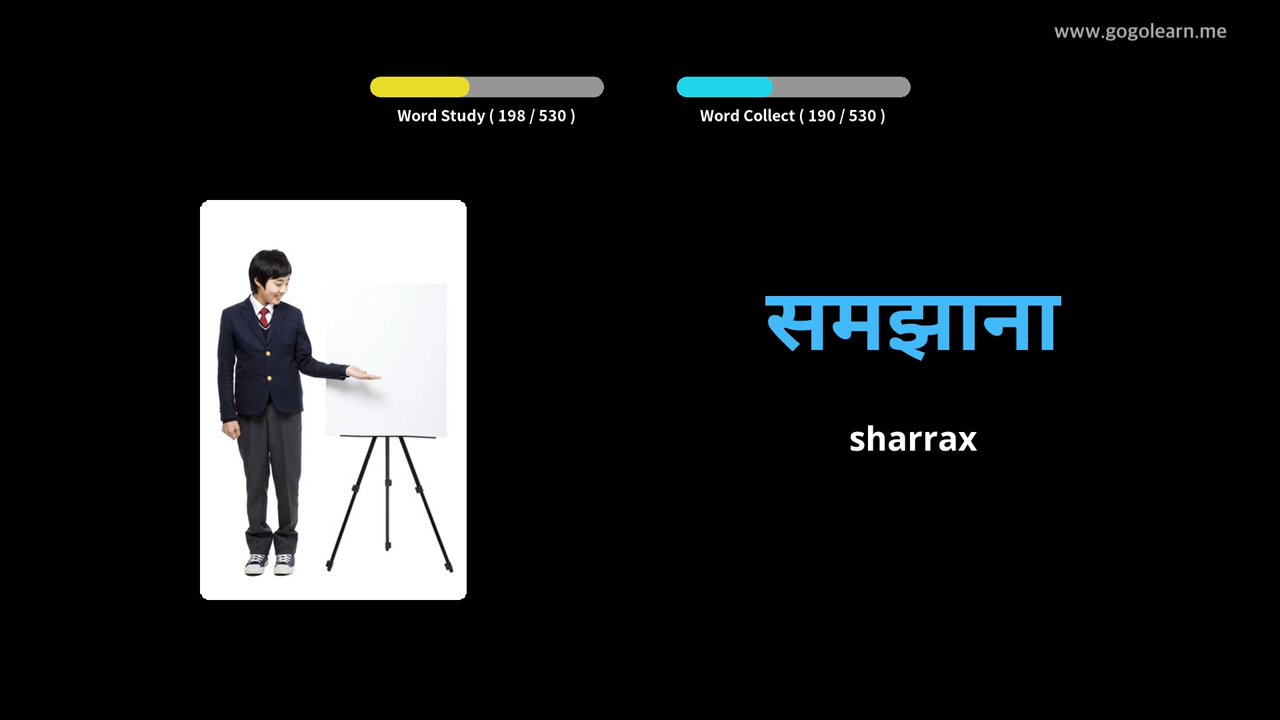 www.gogolearn.me
Word Study ( 198 / 530 )
Word Collect ( 190 / 530 )
समझाना
sharrax